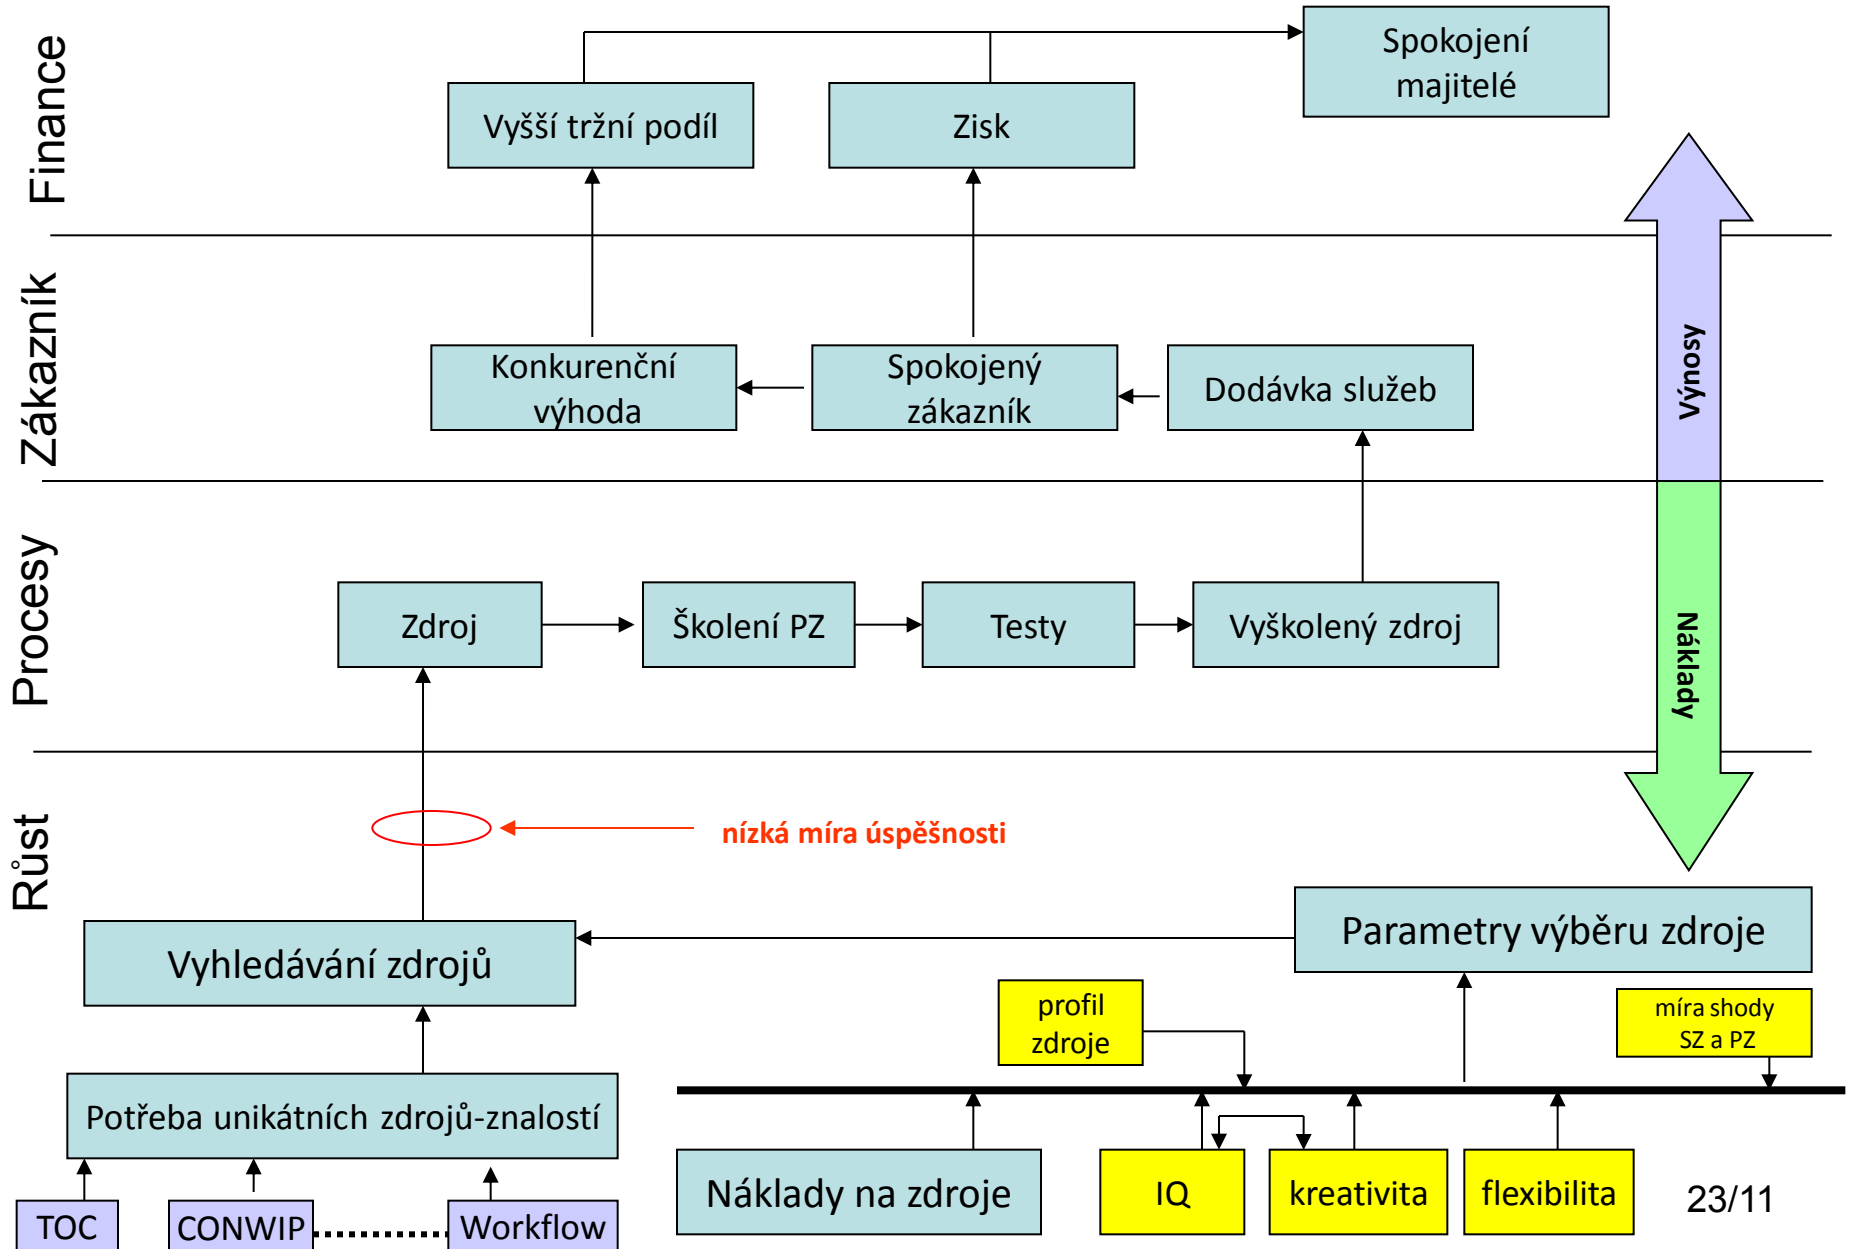 Finance
Spokojení
majitelé
Vyšší tržní podíl
Zisk
Zákazník
Výnosy
Konkurenční
výhoda
Spokojený
zákazník
Dodávka služeb
Procesy
Náklady
Zdroj
Školení PZ
Testy
Vyškolený zdroj
Růst
nízká míra úspěšnosti
Vyhledávání zdrojů
Parametry výběru zdroje
profil
zdroje
míra shody
SZ a PZ
Potřeba unikátních zdrojů-znalostí
Náklady na zdroje
IQ
kreativita
flexibilita
23/11
TOC
CONWIP
Workflow